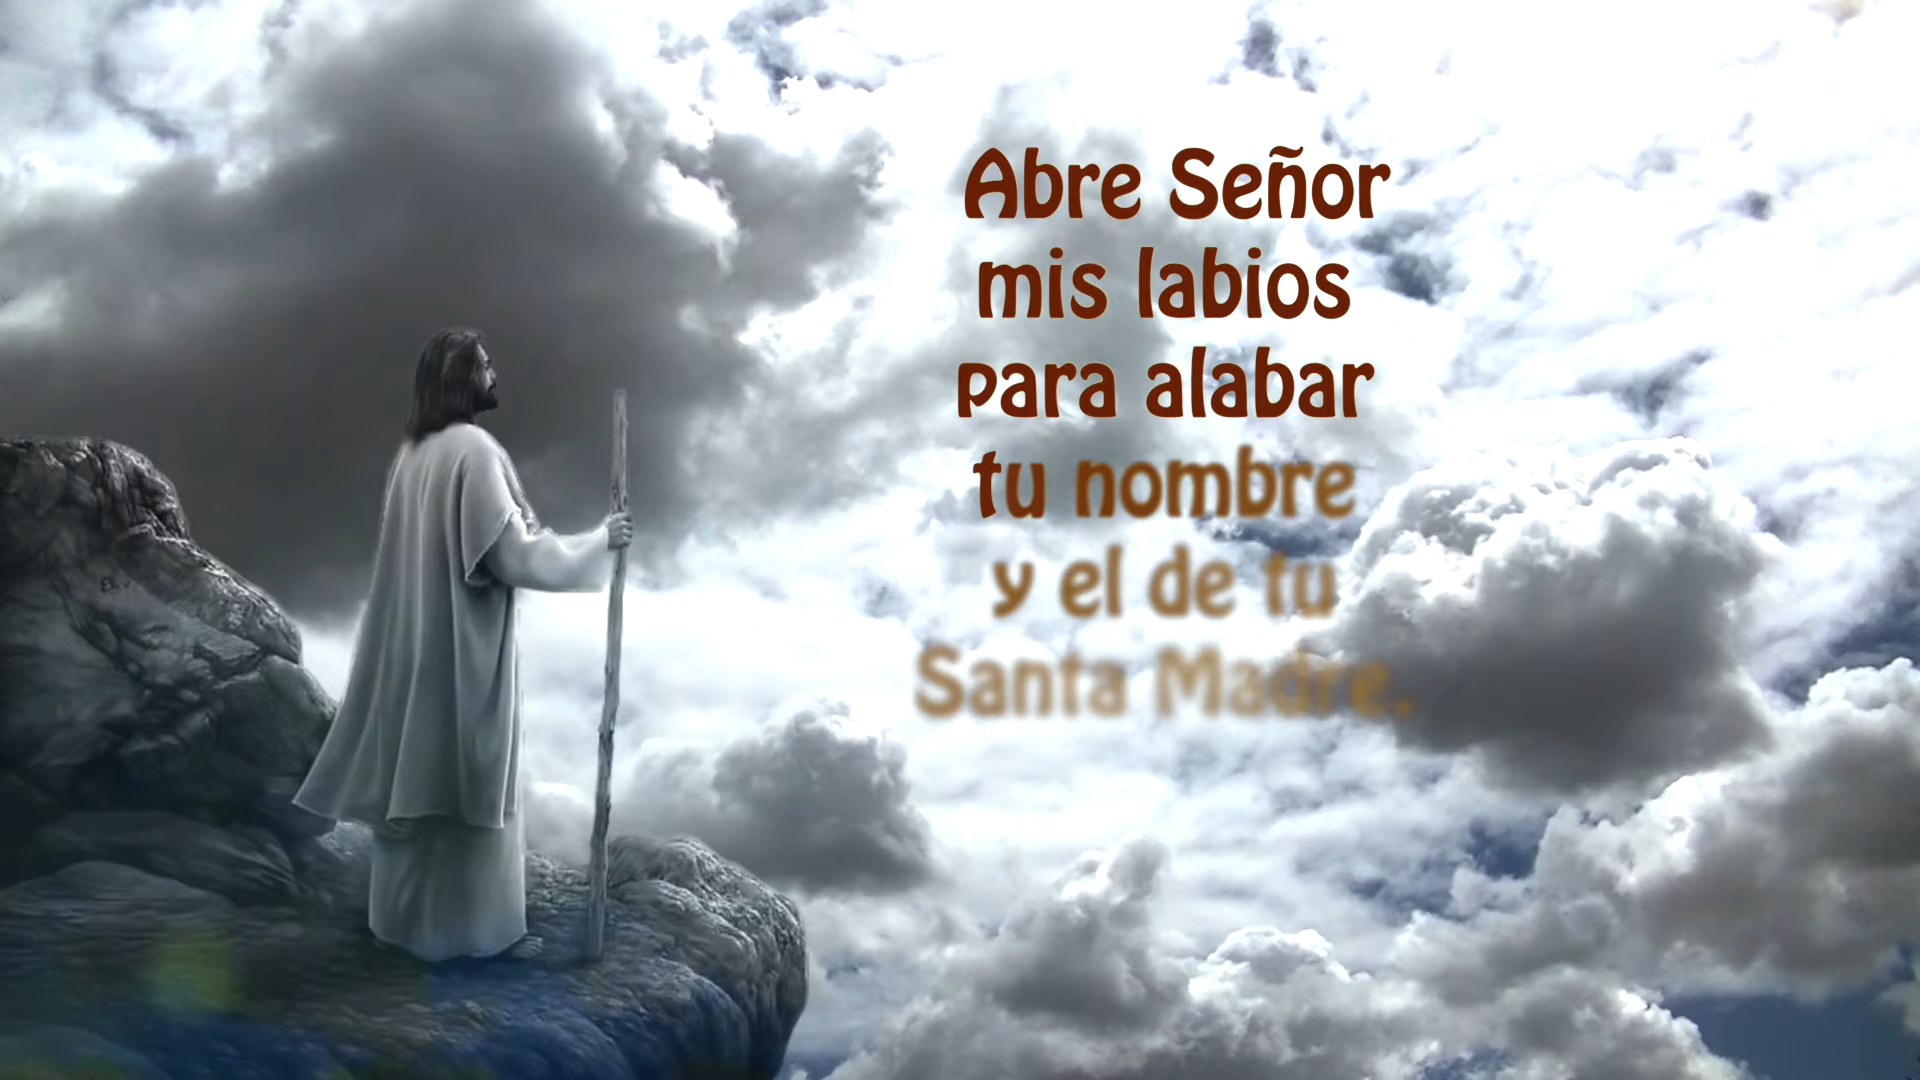 Abre Señor
mis labios
para alabar
tu nombre
y el de tu
Santa Madre.